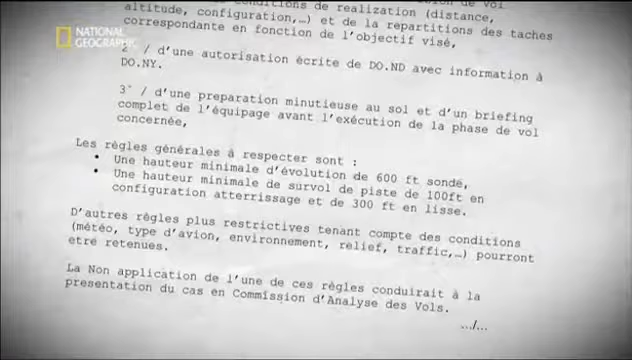 conditions de realization (distance,
altitude, configuration,…) et de la repartitions des taches
correspondante en fonction de l'objectif visé,
NATIONAL
GEOGRAPHIC
2° / d'une autorisation écrite de DO.ND avec information à
DO.NY.
3° / d'une preparation minutieuse au sol et d'un briefing
complet de l'équipage avant l'exécution de la phase de vol
concernée,
Les règles générales à respecter sont :
• Une hauteur minimale d'évolution de 600 ft sondé,
• Une hauteur minimale de survol de piste de 100ft en
configuration atterrissage et de 300 ft en lisse.
D'autres règles plus restrictives tenant compte des conditions
(météo, type d'avion, environnement, relief, traffic,…) pourront
etre retenues.
La Non application de l'une de ces règles conduirait à la
presentation du cas en Commission d'Analyse des Vols.
…/…